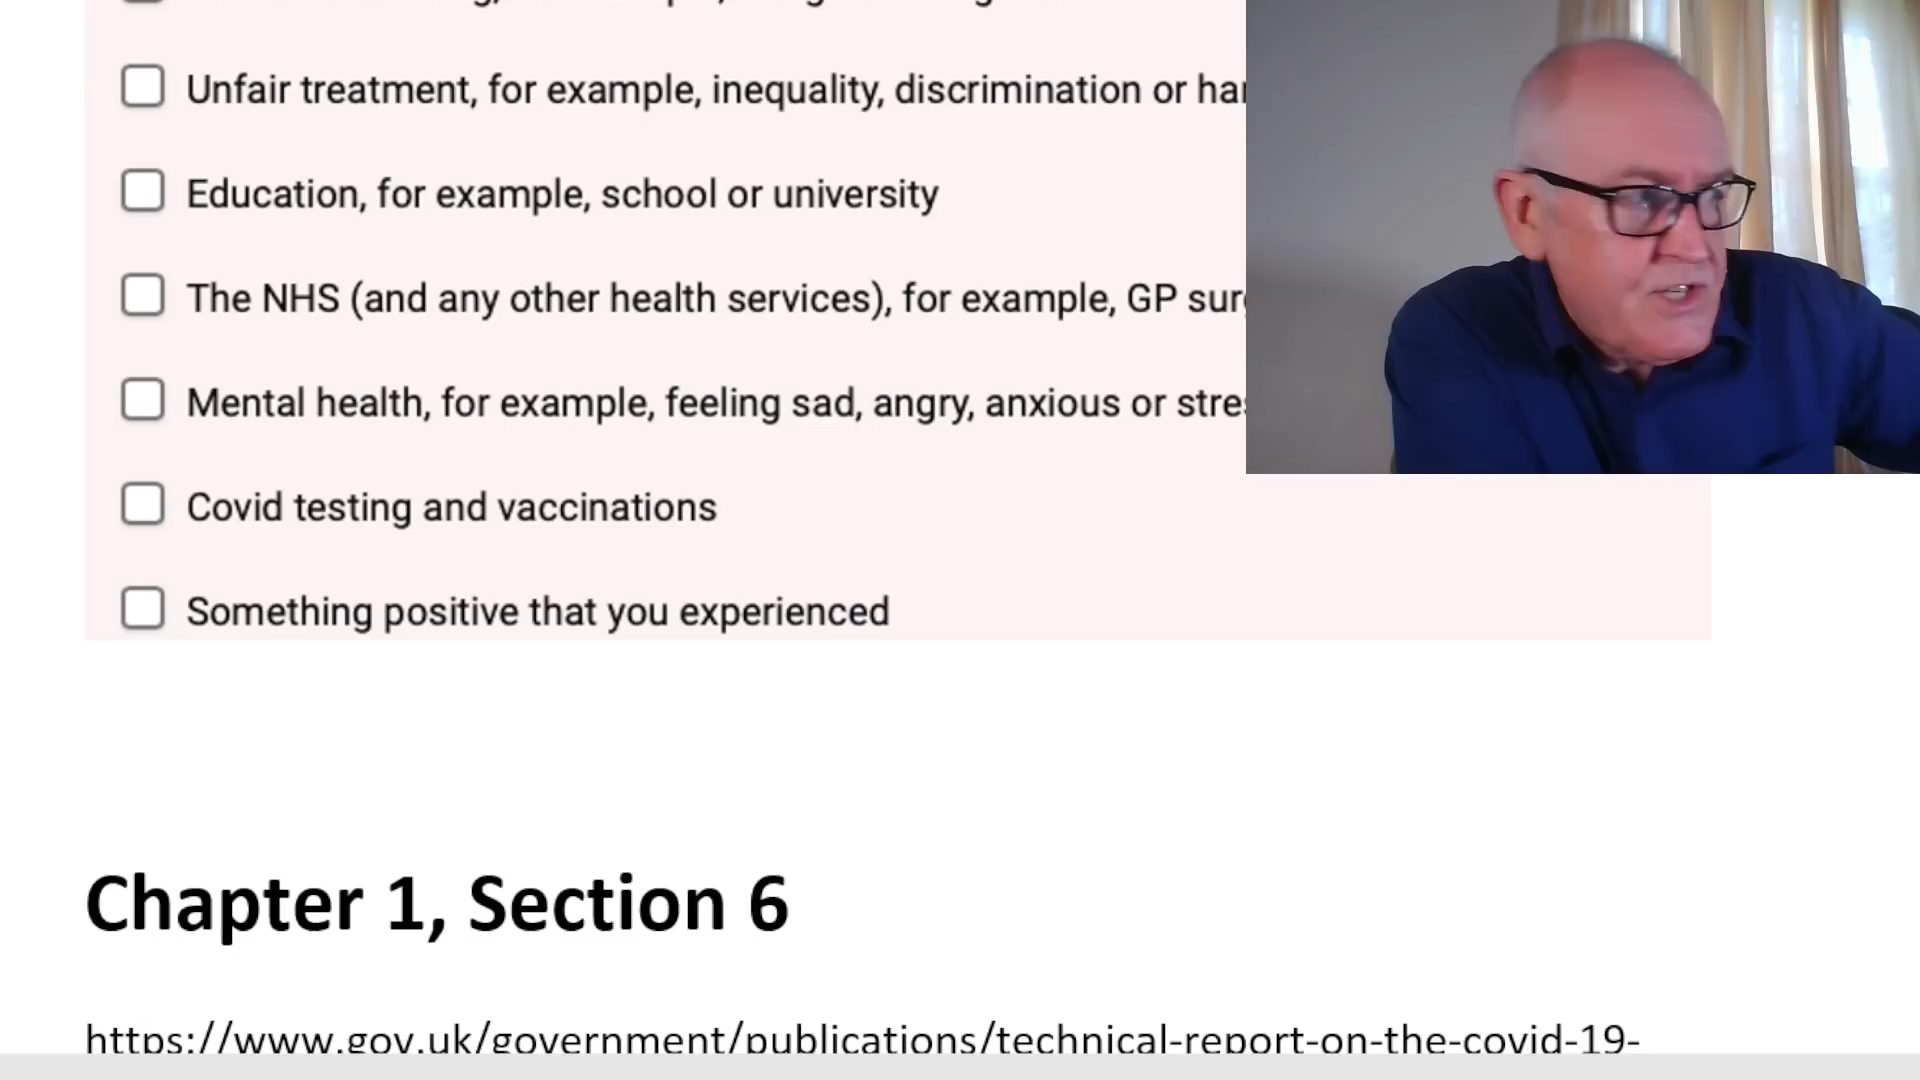 Unfair treatment, for example, inequality, discrimination or
Education, for example, school or university
The NHS (and any other health services), for example, GP
Mental health, for example, feeling sad, angry, anxious or
Covid testing and vaccinations
Something positive that you experienced
Chapter 1, Section 6
https://www.gov.uk/government/publications/technical-report-on-the-covid-19-